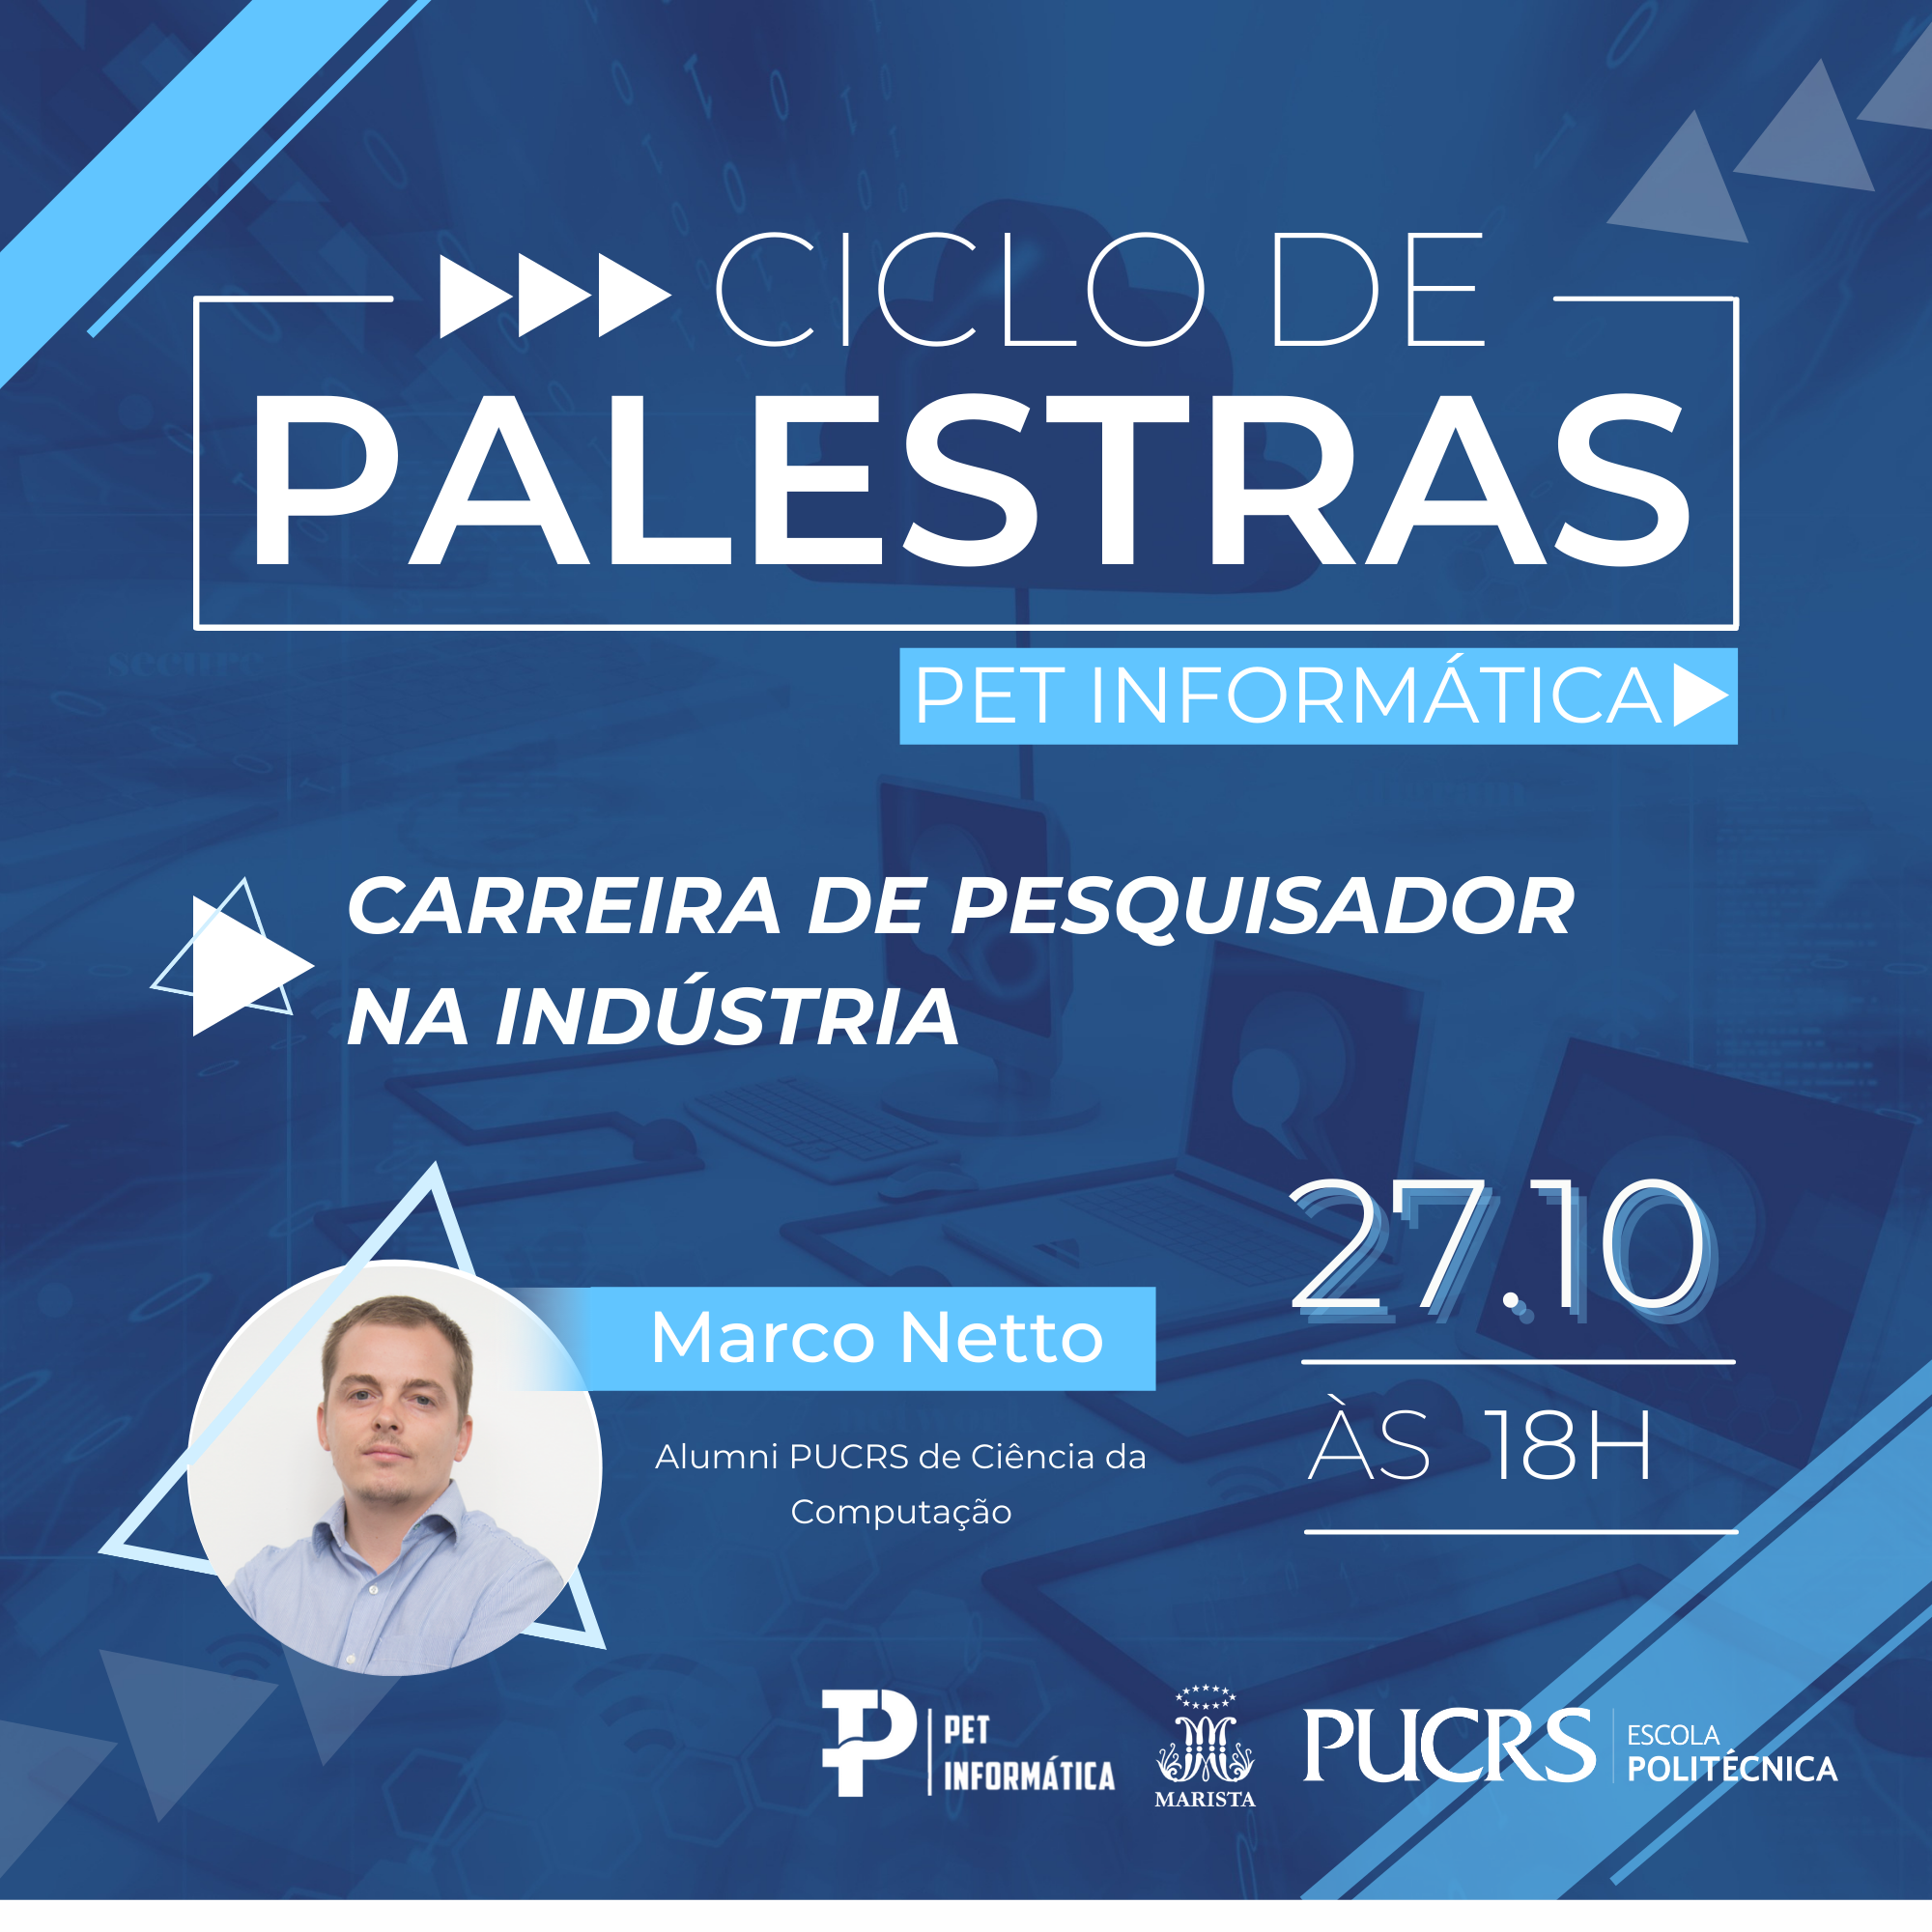 CICLO DE
PALESTRAS
PET INFORMÁTICA
CARREIRA DE PESQUISADOR
NA INDÚSTRIA
Marco Netto
Alumni PUCRS de Ciência da
Computação
27.10
ÀS 18H
PET
INFORMÁTICA
MARISTA
PUCRS
ESCOLA
POLITÉCNICA
secure